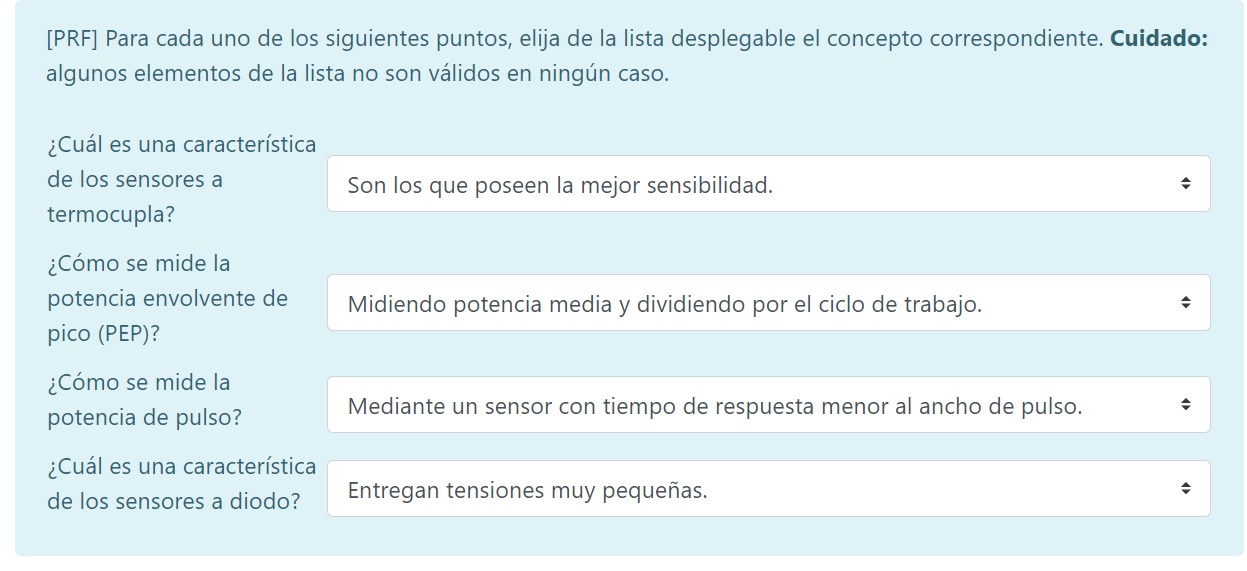 [PRF] Para cada uno de los siguientes puntos, elija de la lista desplegable el concepto correspondiente. Cuidado:
algunos elementos de la lista no son válidos en ningún caso.
¿Cuál es una característica
de los sensores a
termocupla?
Son los que poseen la mejor sensibilidad.
¿Cómo se mide la
potencia envolvente de
pico (PEP)?
Midiendo potencia media y dividiendo por el ciclo de trabajo.
¿Cómo se mide la
potencia de pulso?
Mediante un sensor con tiempo de respuesta menor al ancho de pulso.
¿Cuál es una característica
de los sensores a diodo?
Entregan tensiones muy pequeñas.